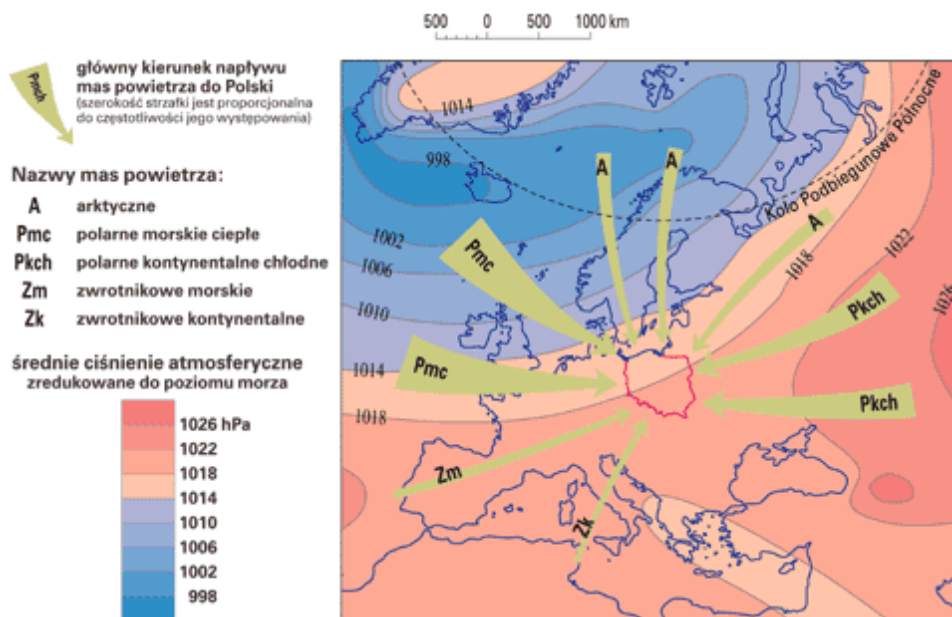 500 0 500 1000 km
Pmch
główny kierunek napływu
mas powietrza do Polski
(szerokość strzałki jest proporcjonalna
do częstotliwości jego występowania)
Nazwy mas powietrza:
A arktyczne
Pmc polarne morskie ciepłe
Pkch polarne kontynentalne chłodne
Zm zwrotnikowe morskie
Zk zwrotnikowe kontynentalne
średnie ciśnienie atmosferyczne
zredukowane do poziomu morza
1026 hPa
1022
1018
1014
1010
1006
1002
998
1014
998
A
A
Koło Podbiegunowe Północne
A
1002
Pmc
1022
1006
1018
1026
1010
Pkch
1014
Pmc
1018
Pkch
Zm
Zk